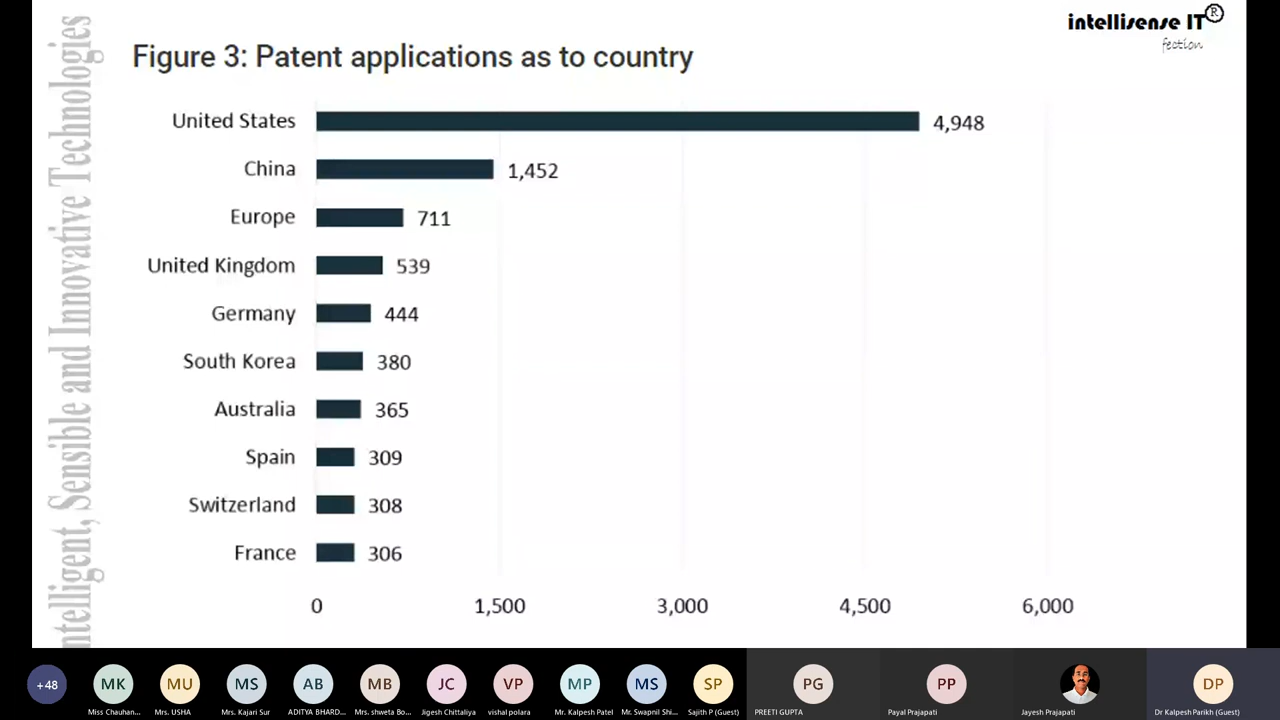 intellisense IT®
fection
ntelligent, Sensible and Innovative Technologies
Figure 3: Patent applications as to country
United States 4,948
China 1,452
Europe 711
United Kingdom 539
Germany 444
South Korea 380
Australia 365
Spain 309
Switzerland 308
France 306
0 1,500 3,000 4,500 6,000
+48 MK MU MS AB MB JC VP MP MS SP PG PP DP
Miss Chauhan... Mrs. USHA Mrs. Kajari Sur ADITYA BHARD... Mrs. shweta Bo... Jigesh Chittaliya vishal polara Mr. Kalpesh Patel Mr. Swapnil Shi... Sajith P (Guest) PREETI GUPTA Payal Prajapati Jayesh Prajapati Dr Kalpesh Parikh (Guest)